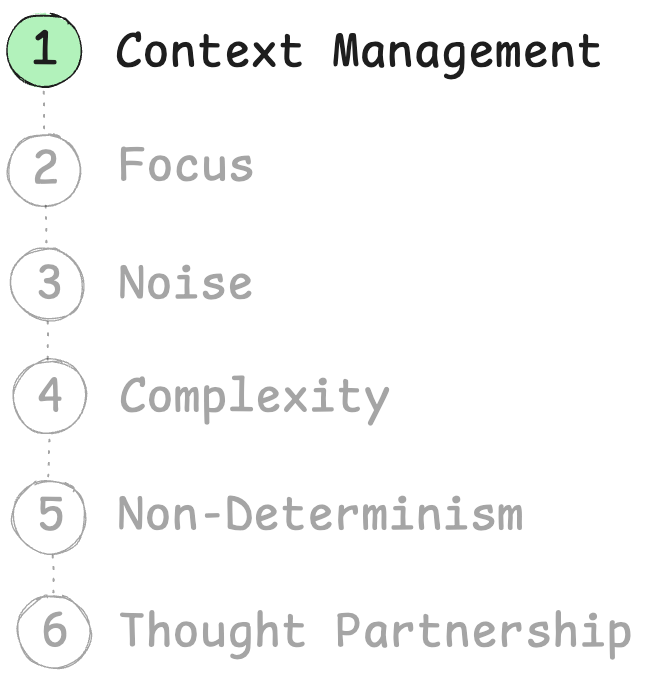 1 Context Management
2 Focus
3 Noise
4 Complexity
5 Non-Determinism
6 Thought Partnership